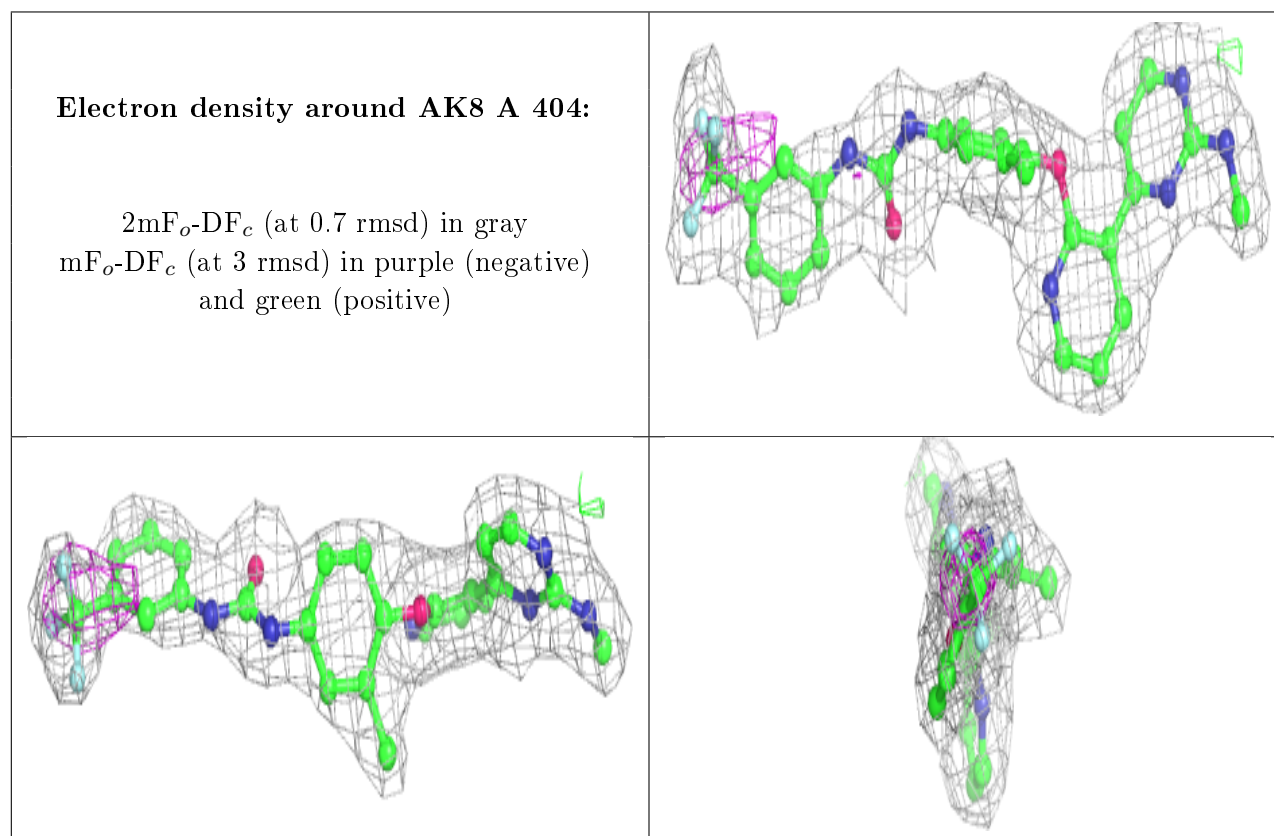 Electron density around AK8 A 404:
2mFₒ-DF𝑐 (at 0.7 rmsd) in gray
mFₒ-DF𝑐 (at 3 rmsd) in purple (negative)
and green (positive)